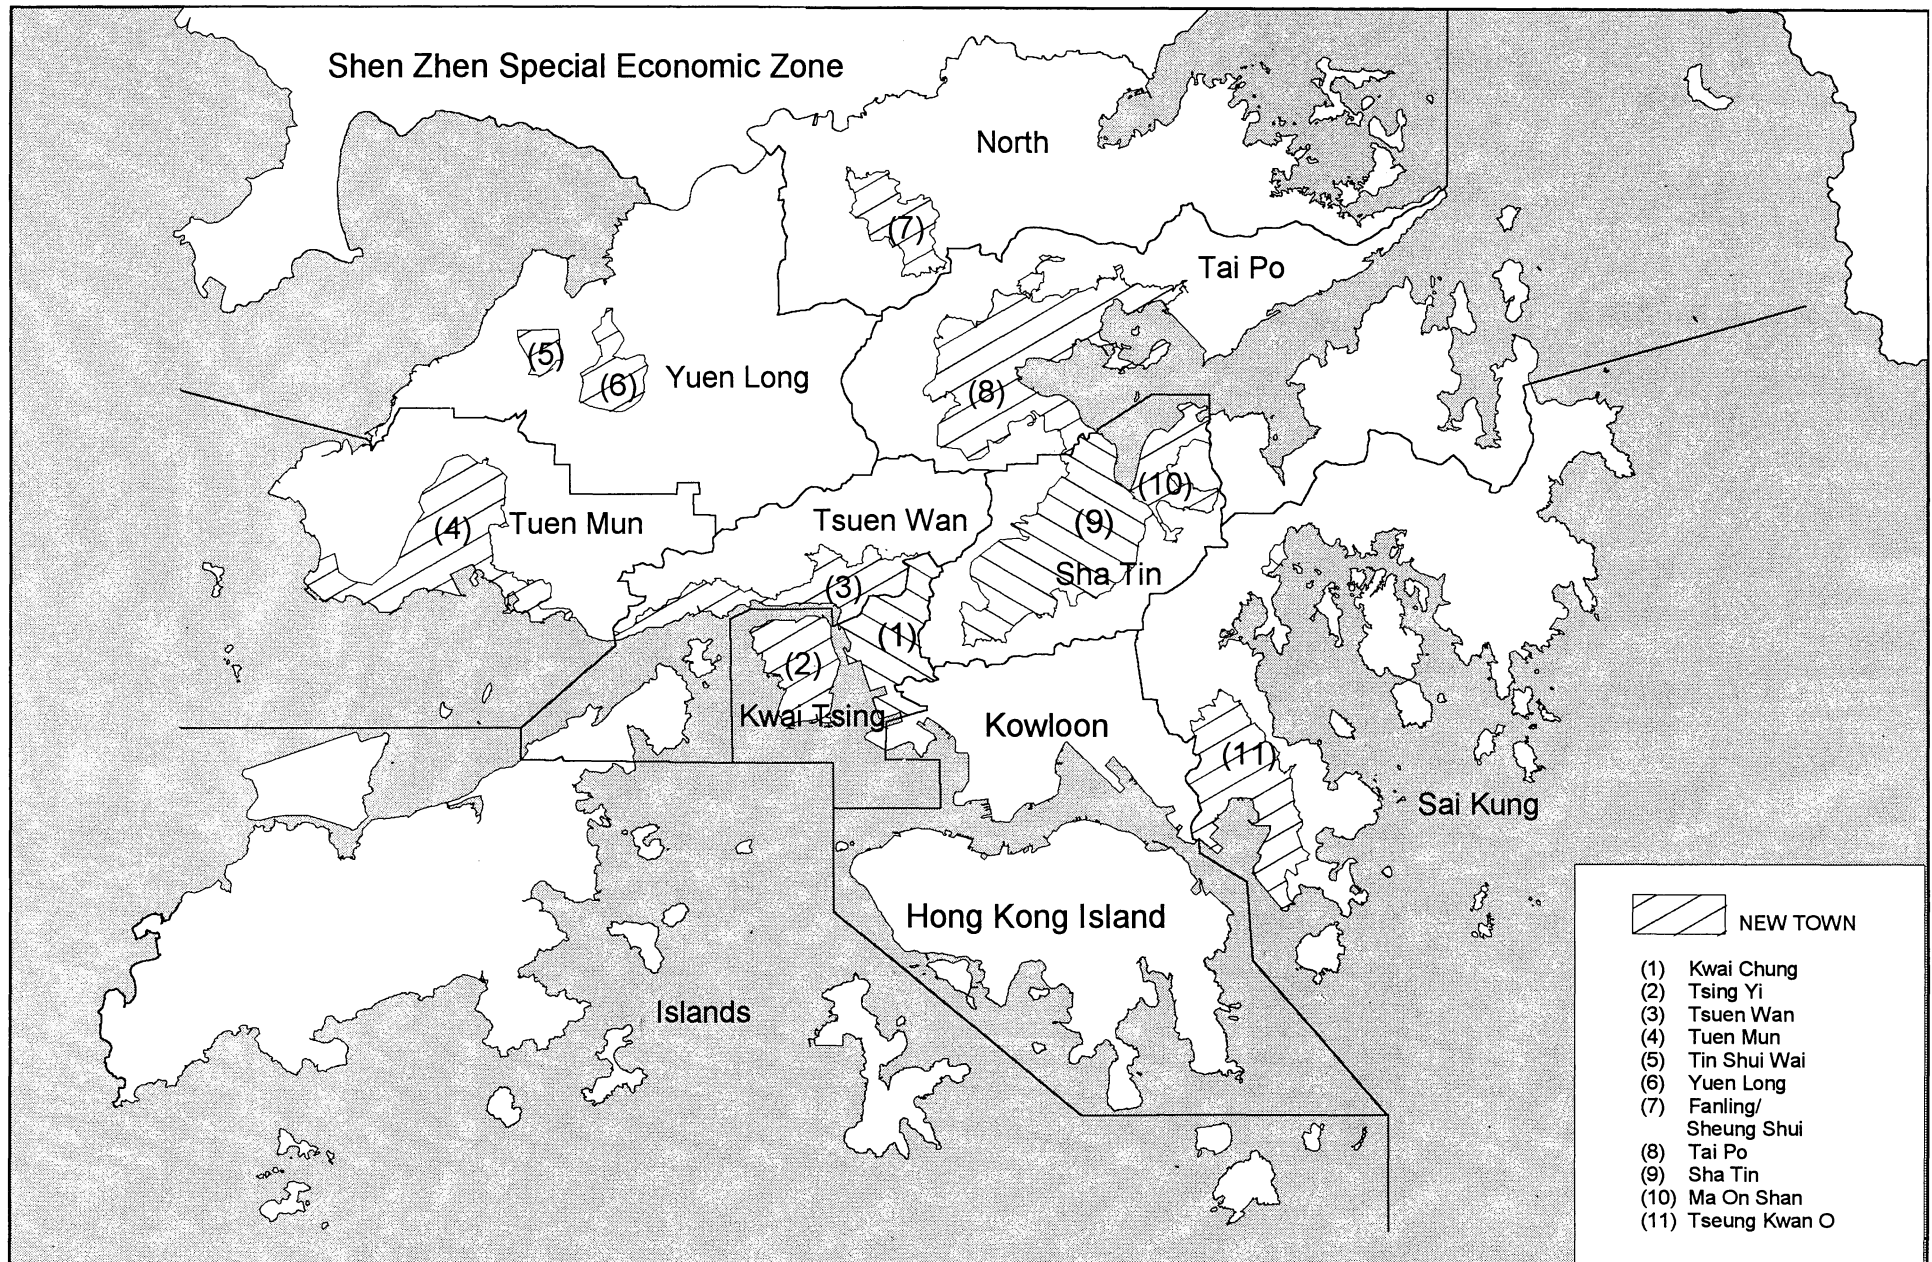 Shen Zhen Special Economic Zone
North
(7)
Tai Po
(5)
(6)
Yuen Long
(8)
(10)
(4)
Tuen Mun
Tsuen Wan
(9)
Sha Tin
(3)
(1)
(2)
Kwai Tsing
Kowloon
(11)
Sai Kung
Hong Kong Island
Islands
NEW TOWN
(1) Kwai Chung
(2) Tsing Yi
(3) Tsuen Wan
(4) Tuen Mun
(5) Tin Shui Wai
(6) Yuen Long
(7) Fanling/
Sheung Shui
(8) Tai Po
(9) Sha Tin
(10) Ma On Shan
(11) Tseung Kwan O